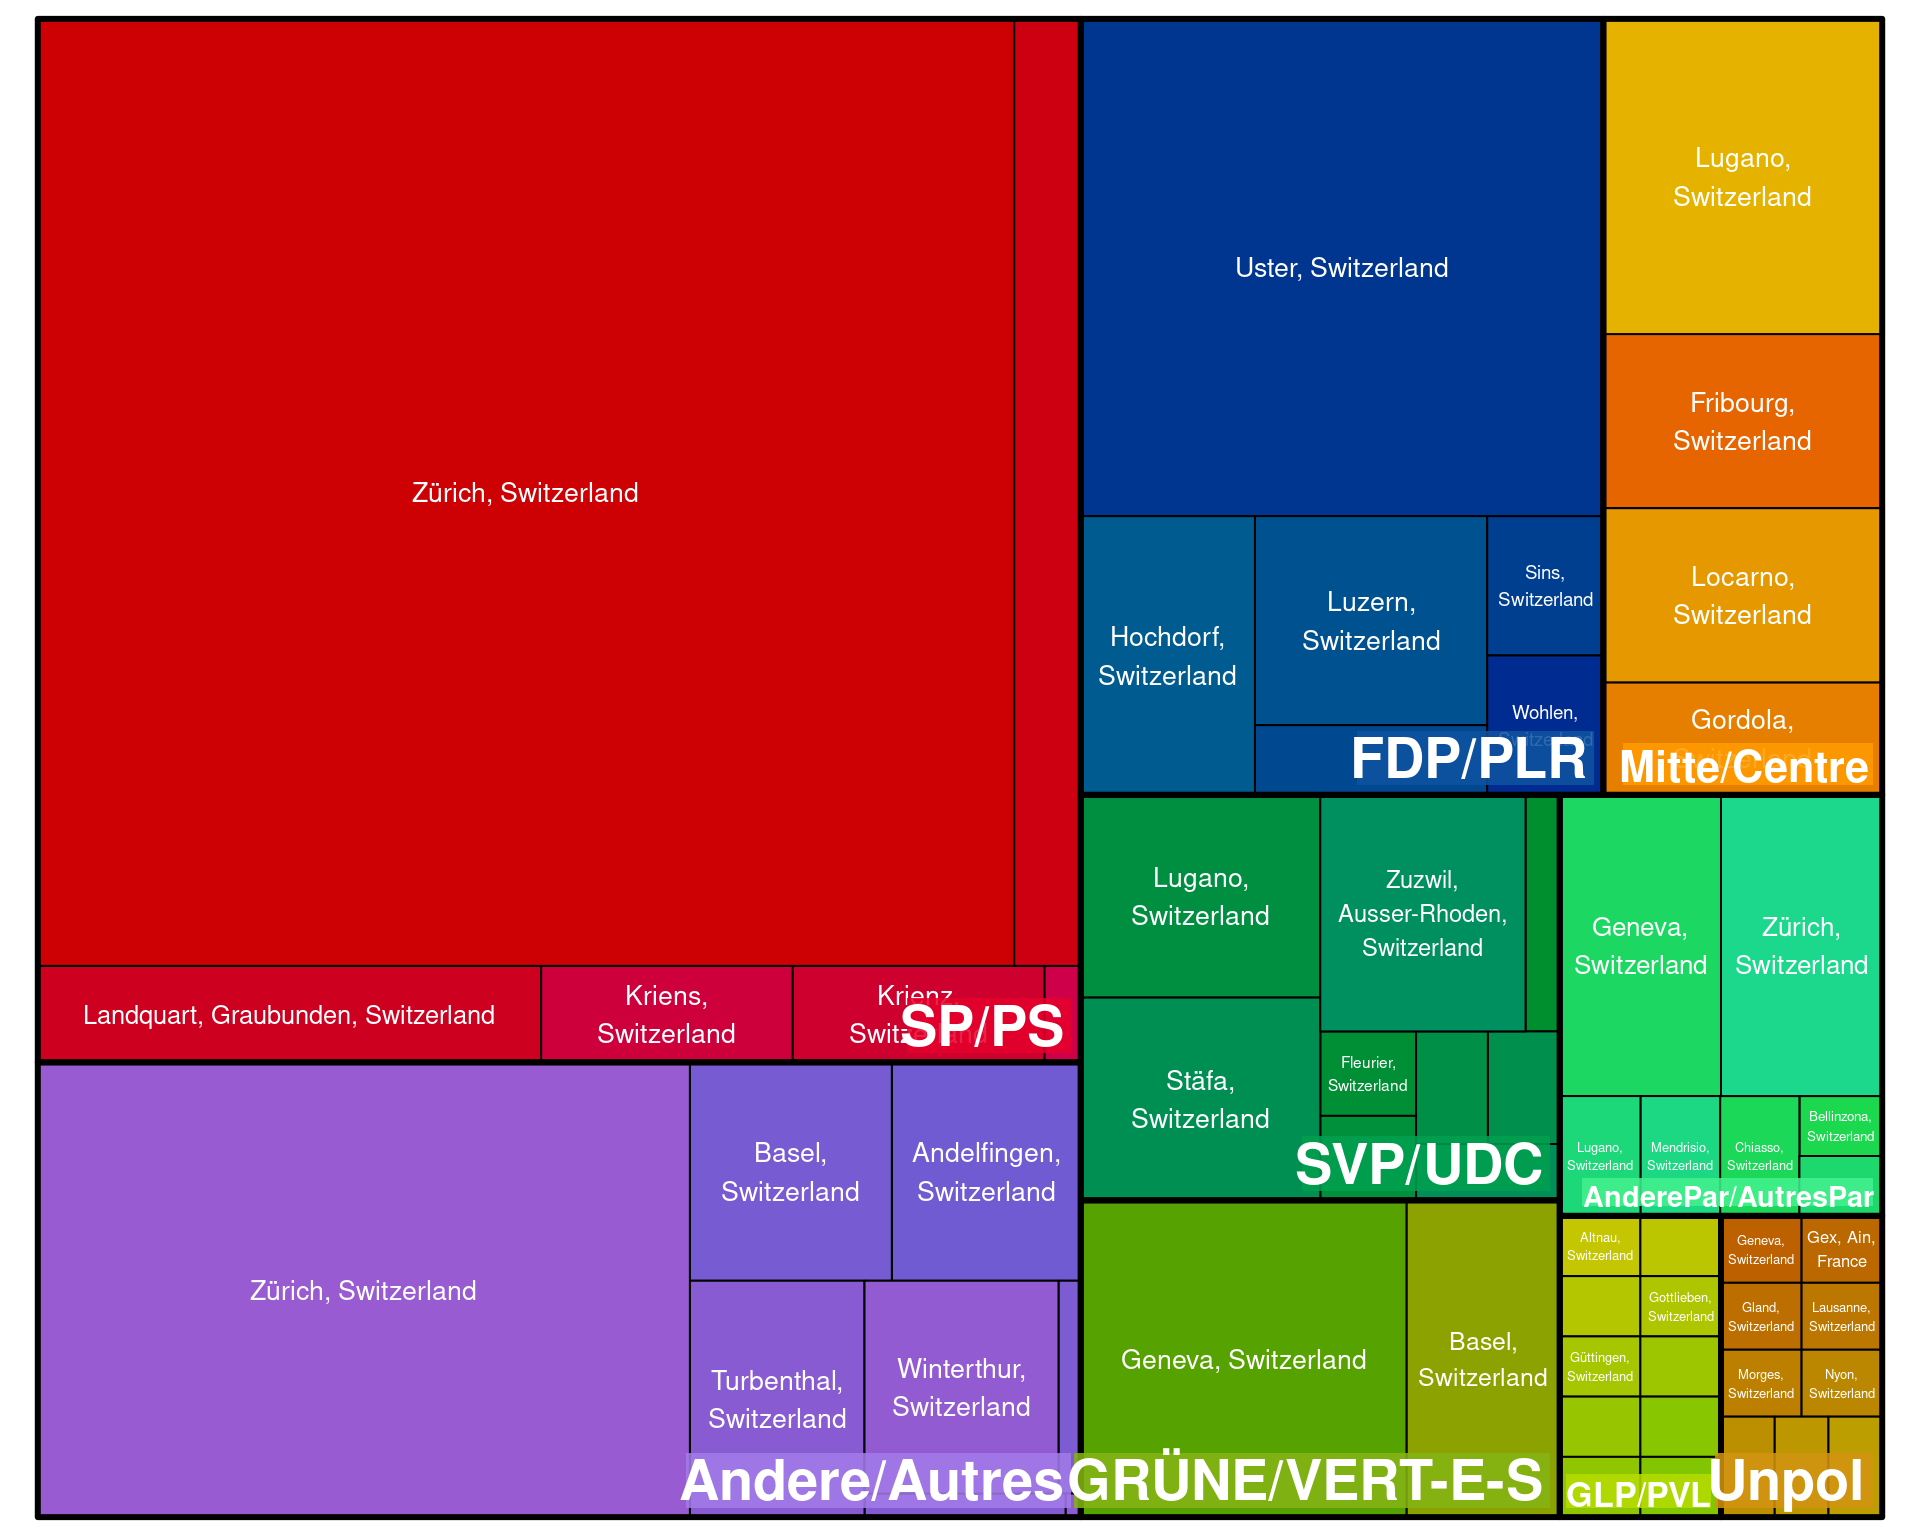 Zürich, Switzerland
Landquart, Graubunden, Switzerland
Kriens,
Switzerland
Krienz,
Switzerland
SP/PS
Zürich, Switzerland
Basel,
Switzerland
Andelfingen,
Switzerland
Turbenthal,
Switzerland
Winterthur,
Switzerland
Andere/Autres
Uster, Switzerland
Hochdorf,
Switzerland
Luzern,
Switzerland
Sins,
Switzerland
Wohlen,
Switzerland
FDP/PLR
Lugano,
Switzerland
Fribourg,
Switzerland
Locarno,
Switzerland
Gordola,
Switzerland
Mitte/Centre
Lugano,
Switzerland
Zuzwil,
Ausser-Rhoden,
Switzerland
Stäfa,
Switzerland
Fleurier,
Switzerland
SVP/UDC
Geneva,
Switzerland
Zürich,
Switzerland
Lugano,
Switzerland
Mendrisio,
Switzerland
Chiasso,
Switzerland
Bellinzona,
Switzerland
AnderePar/AutresPar
Geneva, Switzerland
Basel,
Switzerland
GRÜNE/VERT-E-S
Altnau,
Switzerland
Gottlieben,
Switzerland
Güttingen,
Switzerland
GLP/PVL
Geneva,
Switzerland
Gex, Ain,
France
Gland,
Switzerland
Lausanne,
Switzerland
Morges,
Switzerland
Nyon,
Switzerland
Unpol